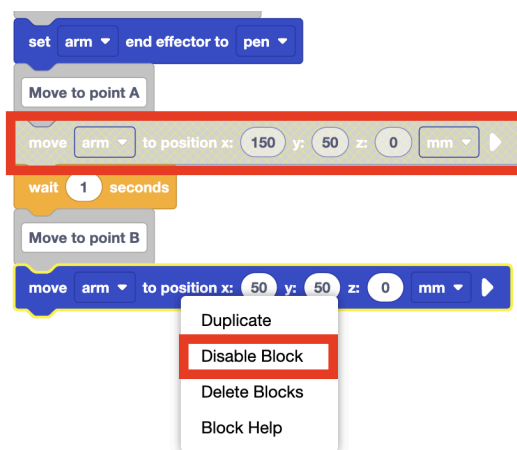 set arm end effector to pen
Move to point A
move arm to position x: 150 y: 50 z: 0 mm
wait 1 seconds
Move to point B
move arm to position x: 50 y: 50 z: 0 mm
Duplicate
Disable Block
Delete Blocks
Block Help